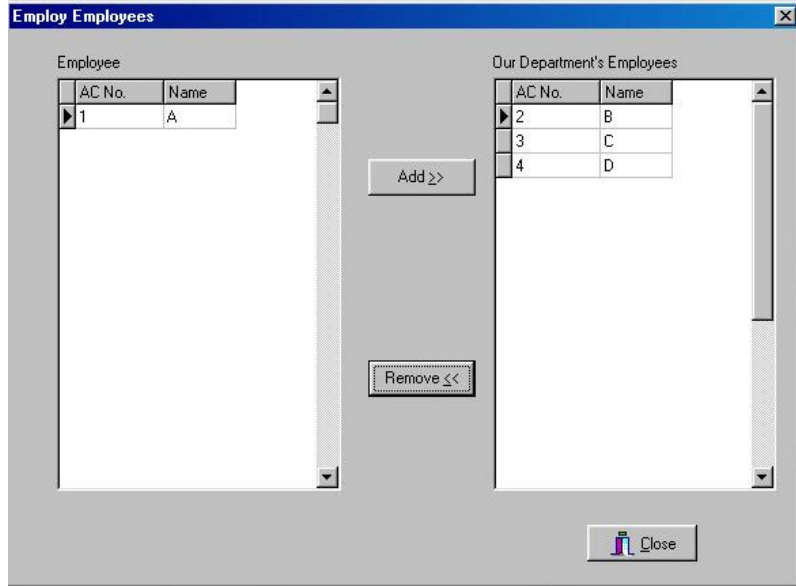 Employ Employees
Employee
AC No. Name
1 A
Add >>
Remove <<
Our Department's Employees
AC No. Name
2 B
3 C
4 D
Close